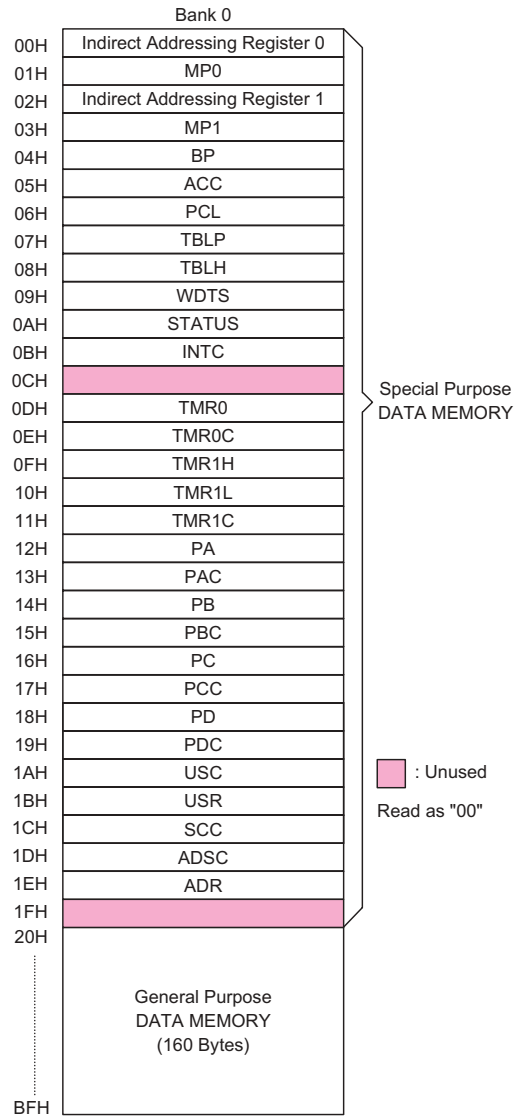 Bank 0
00H Indirect Addressing Register 0
01H MP0
02H Indirect Addressing Register 1
03H MP1
04H BP
05H ACC
06H PCL
07H TBLP
08H TBLH
09H WDTS
0AH STATUS
0BH INTC
0CH
0DH TMR0
0EH TMR0C
0FH TMR1H
10H TMR1L
11H TMR1C
12H PA
13H PAC
14H PB
15H PBC
16H PC
17H PCC
18H PD
19H PDC
1AH USC
1BH USR
1CH SCC
1DH ADSC
1EH ADR
1FH
20H
General Purpose
DATA MEMORY
(160 Bytes)
BFH
Special Purpose
DATA MEMORY
: Unused
Read as "00"